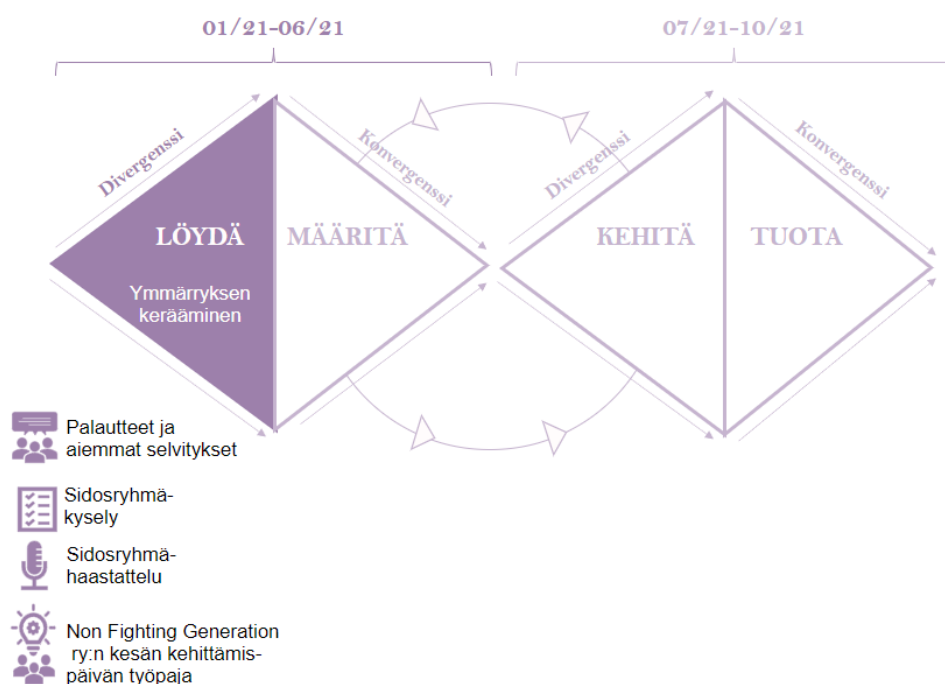 01/21-06/21
07/21-10/21
Divergenssi
Konvergenssi
Divergenssi
Konvergenssi
LÖYDÄ
MÄÄRITÄ
KEHITÄ
TUOTA
Ymmärryksen
kerääminen
Palautteet ja
aiemmat selvitykset
Sidosryhmä-
kysely
Sidosryhmä-
haastattelu
Non Fighting Generation
ry:n kesän kehittämis-
päivän työpaja